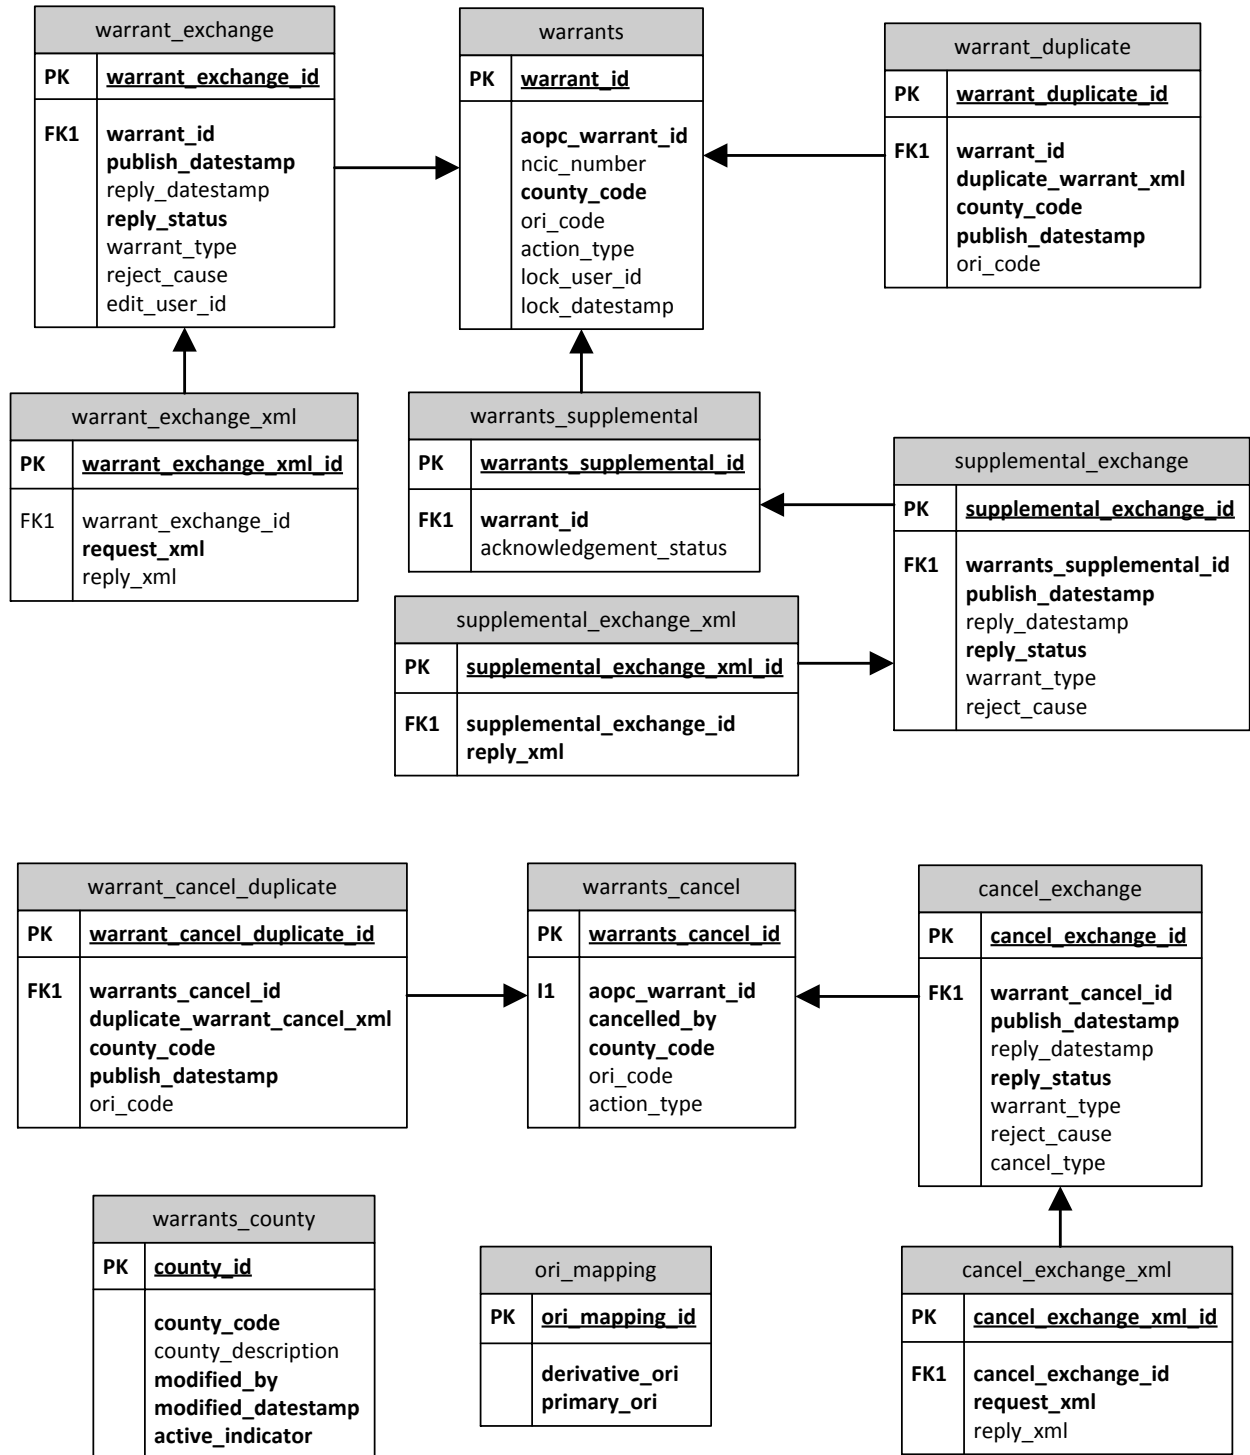 warrant_exchange
PK warrant_exchange_id
FK1 warrant_id
publish_datestamp
reply_datestamp
reply_status
warrant_type
reject_cause
edit_user_id
warrants
PK warrant_id
aopc_warrant_id
ncic_number
county_code
ori_code
action_type
lock_user_id
lock_datestamp
warrant_duplicate
PK warrant_duplicate_id
FK1 warrant_id
duplicate_warrant_xml
county_code
publish_datestamp
ori_code
warrant_exchange_xml
PK warrant_exchange_xml_id
FK1 warrant_exchange_id
request_xml
reply_xml
warrants_supplemental
PK warrants_supplemental_id
FK1 warrant_id
acknowledgement_status
supplemental_exchange
PK supplemental_exchange_id
FK1 warrants_supplemental_id
publish_datestamp
reply_datestamp
reply_status
warrant_type
reject_cause
supplemental_exchange_xml
PK supplemental_exchange_xml_id
FK1 supplemental_exchange_id
reply_xml
warrant_cancel_duplicate
PK warrant_cancel_duplicate_id
FK1 warrants_cancel_id
duplicate_warrant_cancel_xml
county_code
publish_datestamp
ori_code
warrants_cancel
PK warrants_cancel_id
I1 aopc_warrant_id
cancelled_by
county_code
ori_code
action_type
cancel_exchange
PK cancel_exchange_id
FK1 warrant_cancel_id
publish_datestamp
reply_datestamp
reply_status
warrant_type
reject_cause
cancel_type
warrants_county
PK county_id
county_code
county_description
modified_by
modified_datestamp
active_indicator
ori_mapping
PK ori_mapping_id
derivative_ori
primary_ori
cancel_exchange_xml
PK cancel_exchange_xml_id
FK1 cancel_exchange_id
request_xml
reply_xml